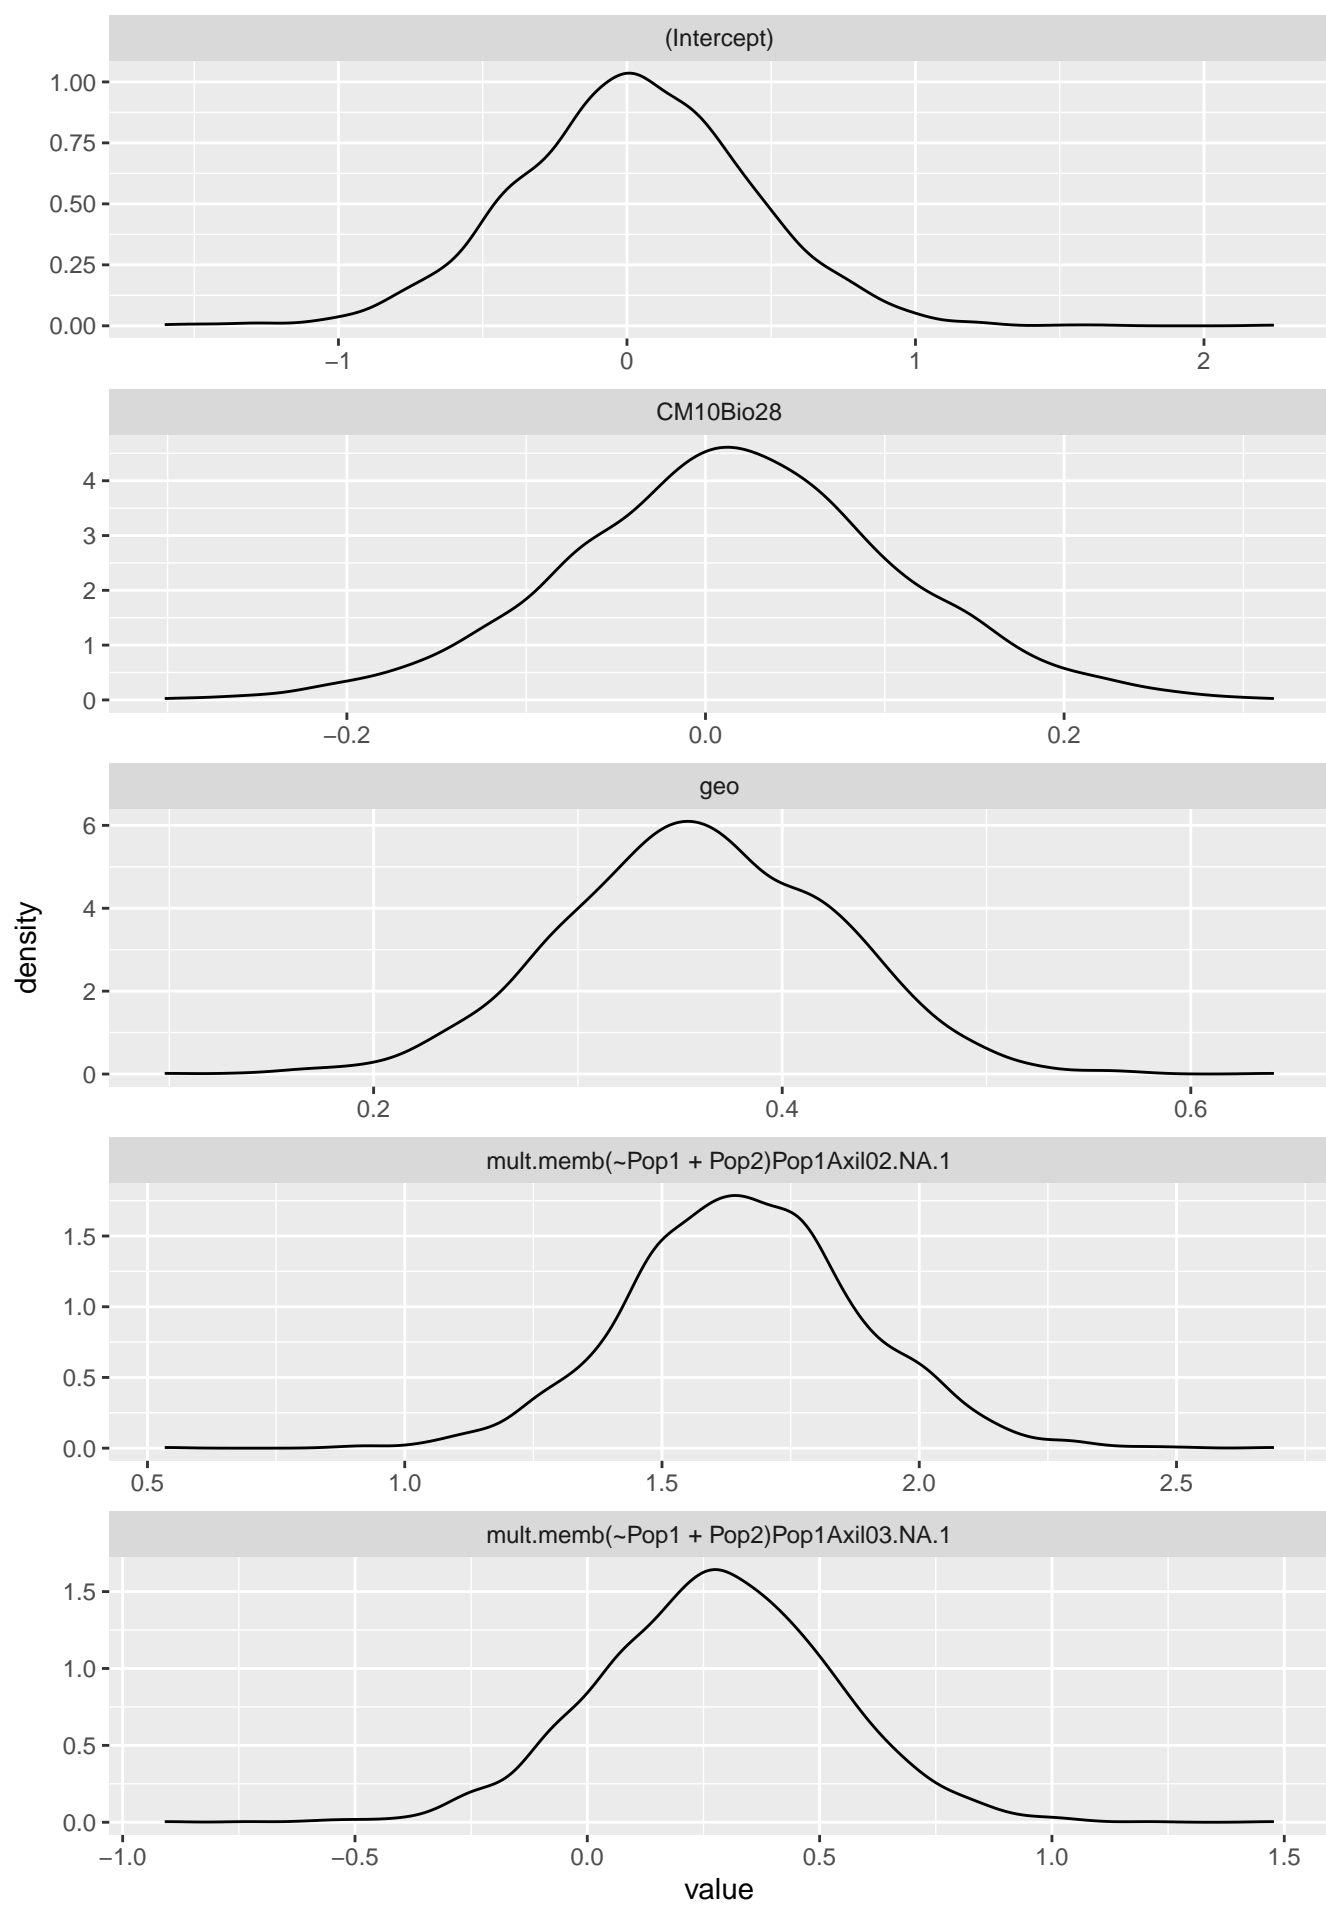 (Intercept)
1.00
0.75
0.50
0.25
0.00
−1 0 1 2
CM10Bio28
4
3
2
1
0
−0.2 0.0 0.2
geo
6
4
2
0
0.2 0.4 0.6
density
mult.memb(~Pop1 + Pop2)Pop1Axil02.NA.1
1.5
1.0
0.5
0.0
0.5 1.0 1.5 2.0 2.5
mult.memb(~Pop1 + Pop2)Pop1Axil03.NA.1
1.5
1.0
0.5
0.0
−1.0 −0.5 0.0 0.5 1.0 1.5
value